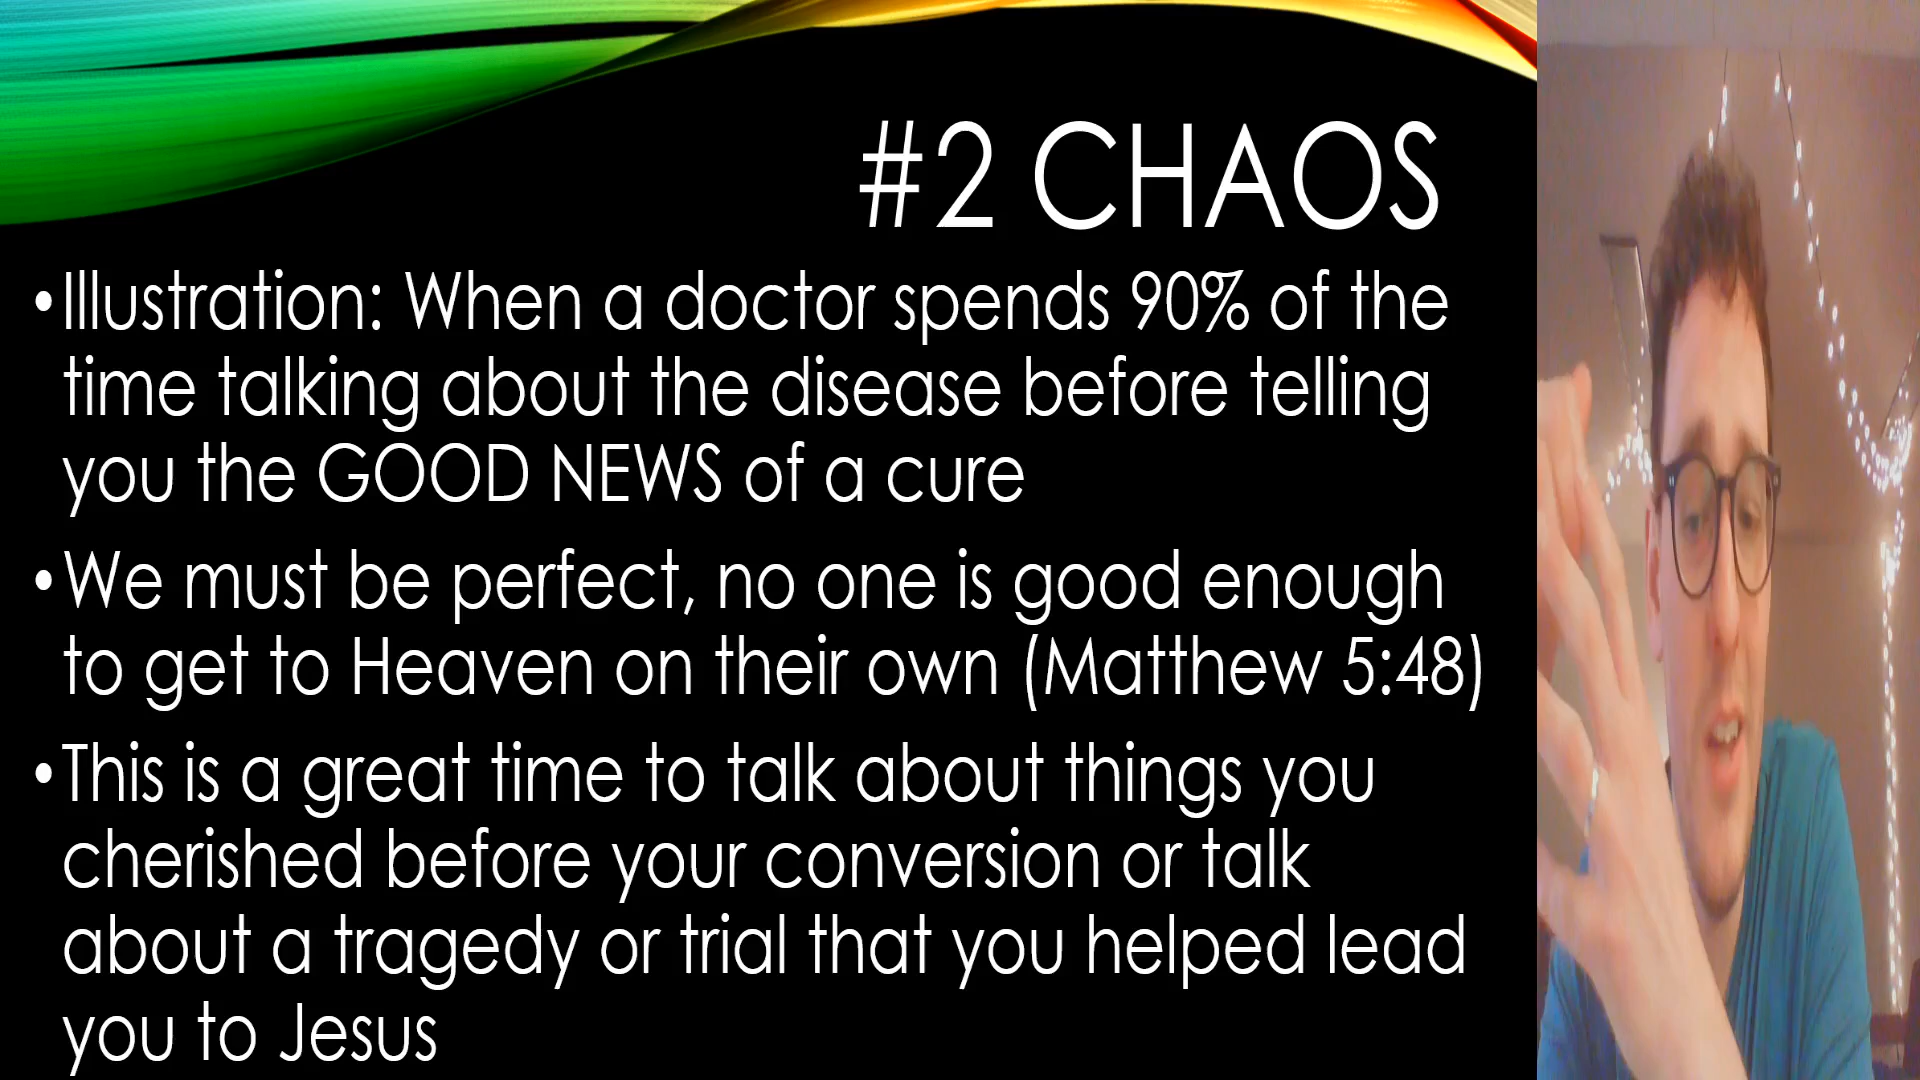 #2 CHAOS
•Illustration: When a doctor spends 90% of the
time talking about the disease before telling
you the GOOD NEWS of a cure
•We must be perfect, no one is good enough
to get to Heaven on their own (Matthew 5:48)
•This is a great time to talk about things you
cherished before your conversion or talk
about a tragedy or trial that you helped lead
you to Jesus